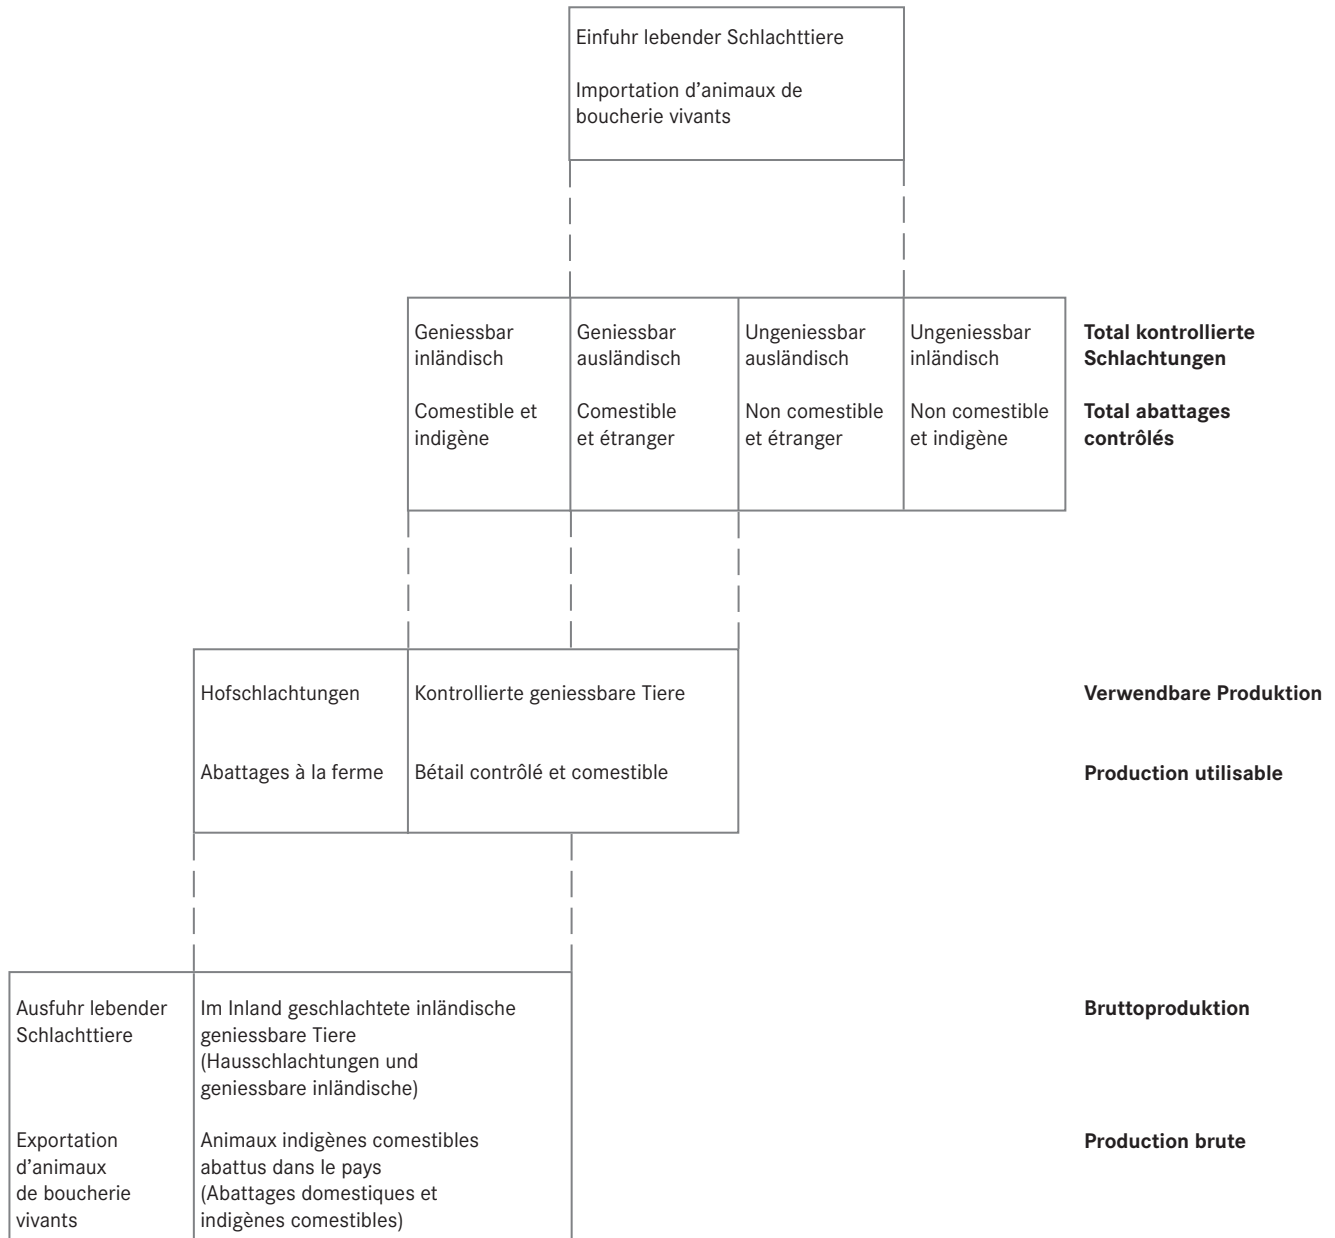 Einfuhr lebender Schlachttiere
Importation d’animaux de
boucherie vivants
Geniessbar
inländisch
Comestible et
indigène
Geniessbar
ausländisch
Comestible
et étranger
Ungeniessbar
ausländisch
Non comestible
et étranger
Ungeniessbar
inländisch
Non comestible
et indigène
Total kontrollierte
Schlachtungen
Total abattages
contrôlés
Hofschlachtungen
Abattages à la ferme
Kontrollierte geniessbare Tiere
Bétail contrôlé et comestible
Verwendbare Produktion
Production utilisable
Ausfuhr lebender
Schlachttiere
Exportation
d’animaux
de boucherie
vivants
Im Inland geschlachtete inländische
geniessbare Tiere
(Hausschlachtungen und
geniessbare inländische)
Animaux indigènes comestibles
abattus dans le pays
(Abattages domestiques et
indigènes comestibles)
Bruttoproduktion
Production brute